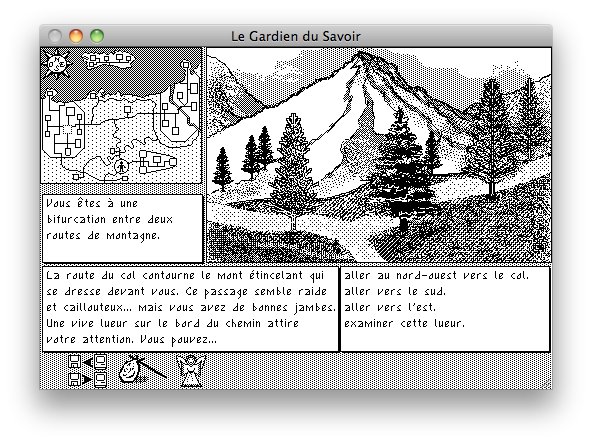 Le Gardien du Savoir
Vous êtes à une
bifurcation entre deux
routes de montagne.
La route du col contourne le mont étincelant qui
se dresse devant vous. Ce passage semble raide
et caillouteux... mais vous avez de bonnes jambes.
Une vive lueur sur le bord du chemin attire
votre attention. Vous pouvez...
aller au nord-ouest vers le col.
aller vers le sud.
aller vers l'est.
examiner cette lueur.